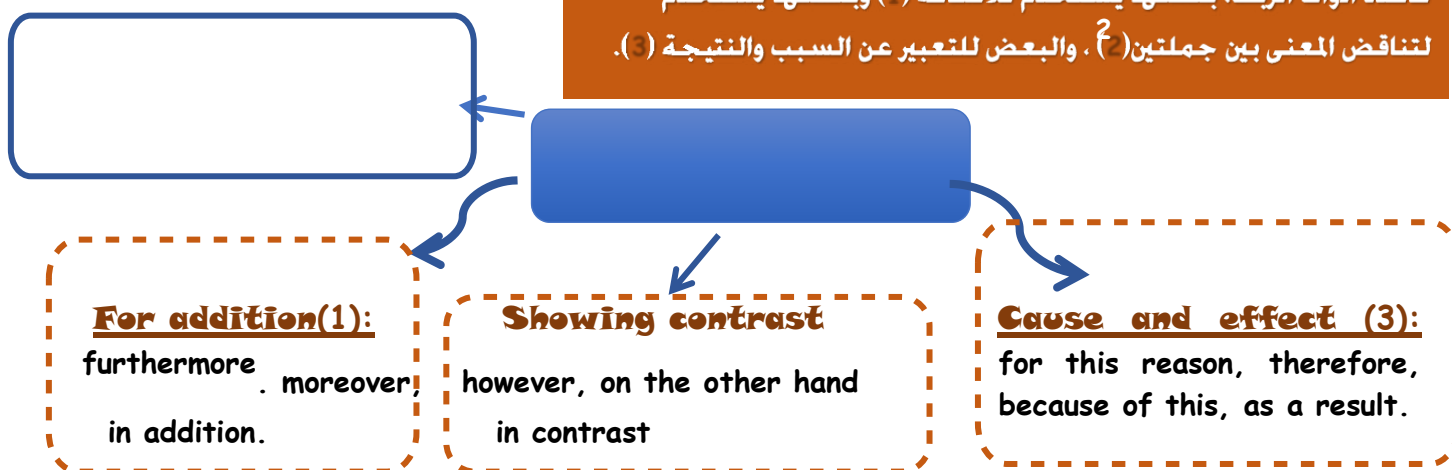 لتناقض المعنى بين جملتين(2)، والبعض للتعبير عن السبب والنتيجة (3).
2
For addition(1):
furthermore. moreover,
in addition.
Showing contrast
however, on the other hand
in contrast
Cause and effect (3):
for this reason, therefore,
because of this, as a result.